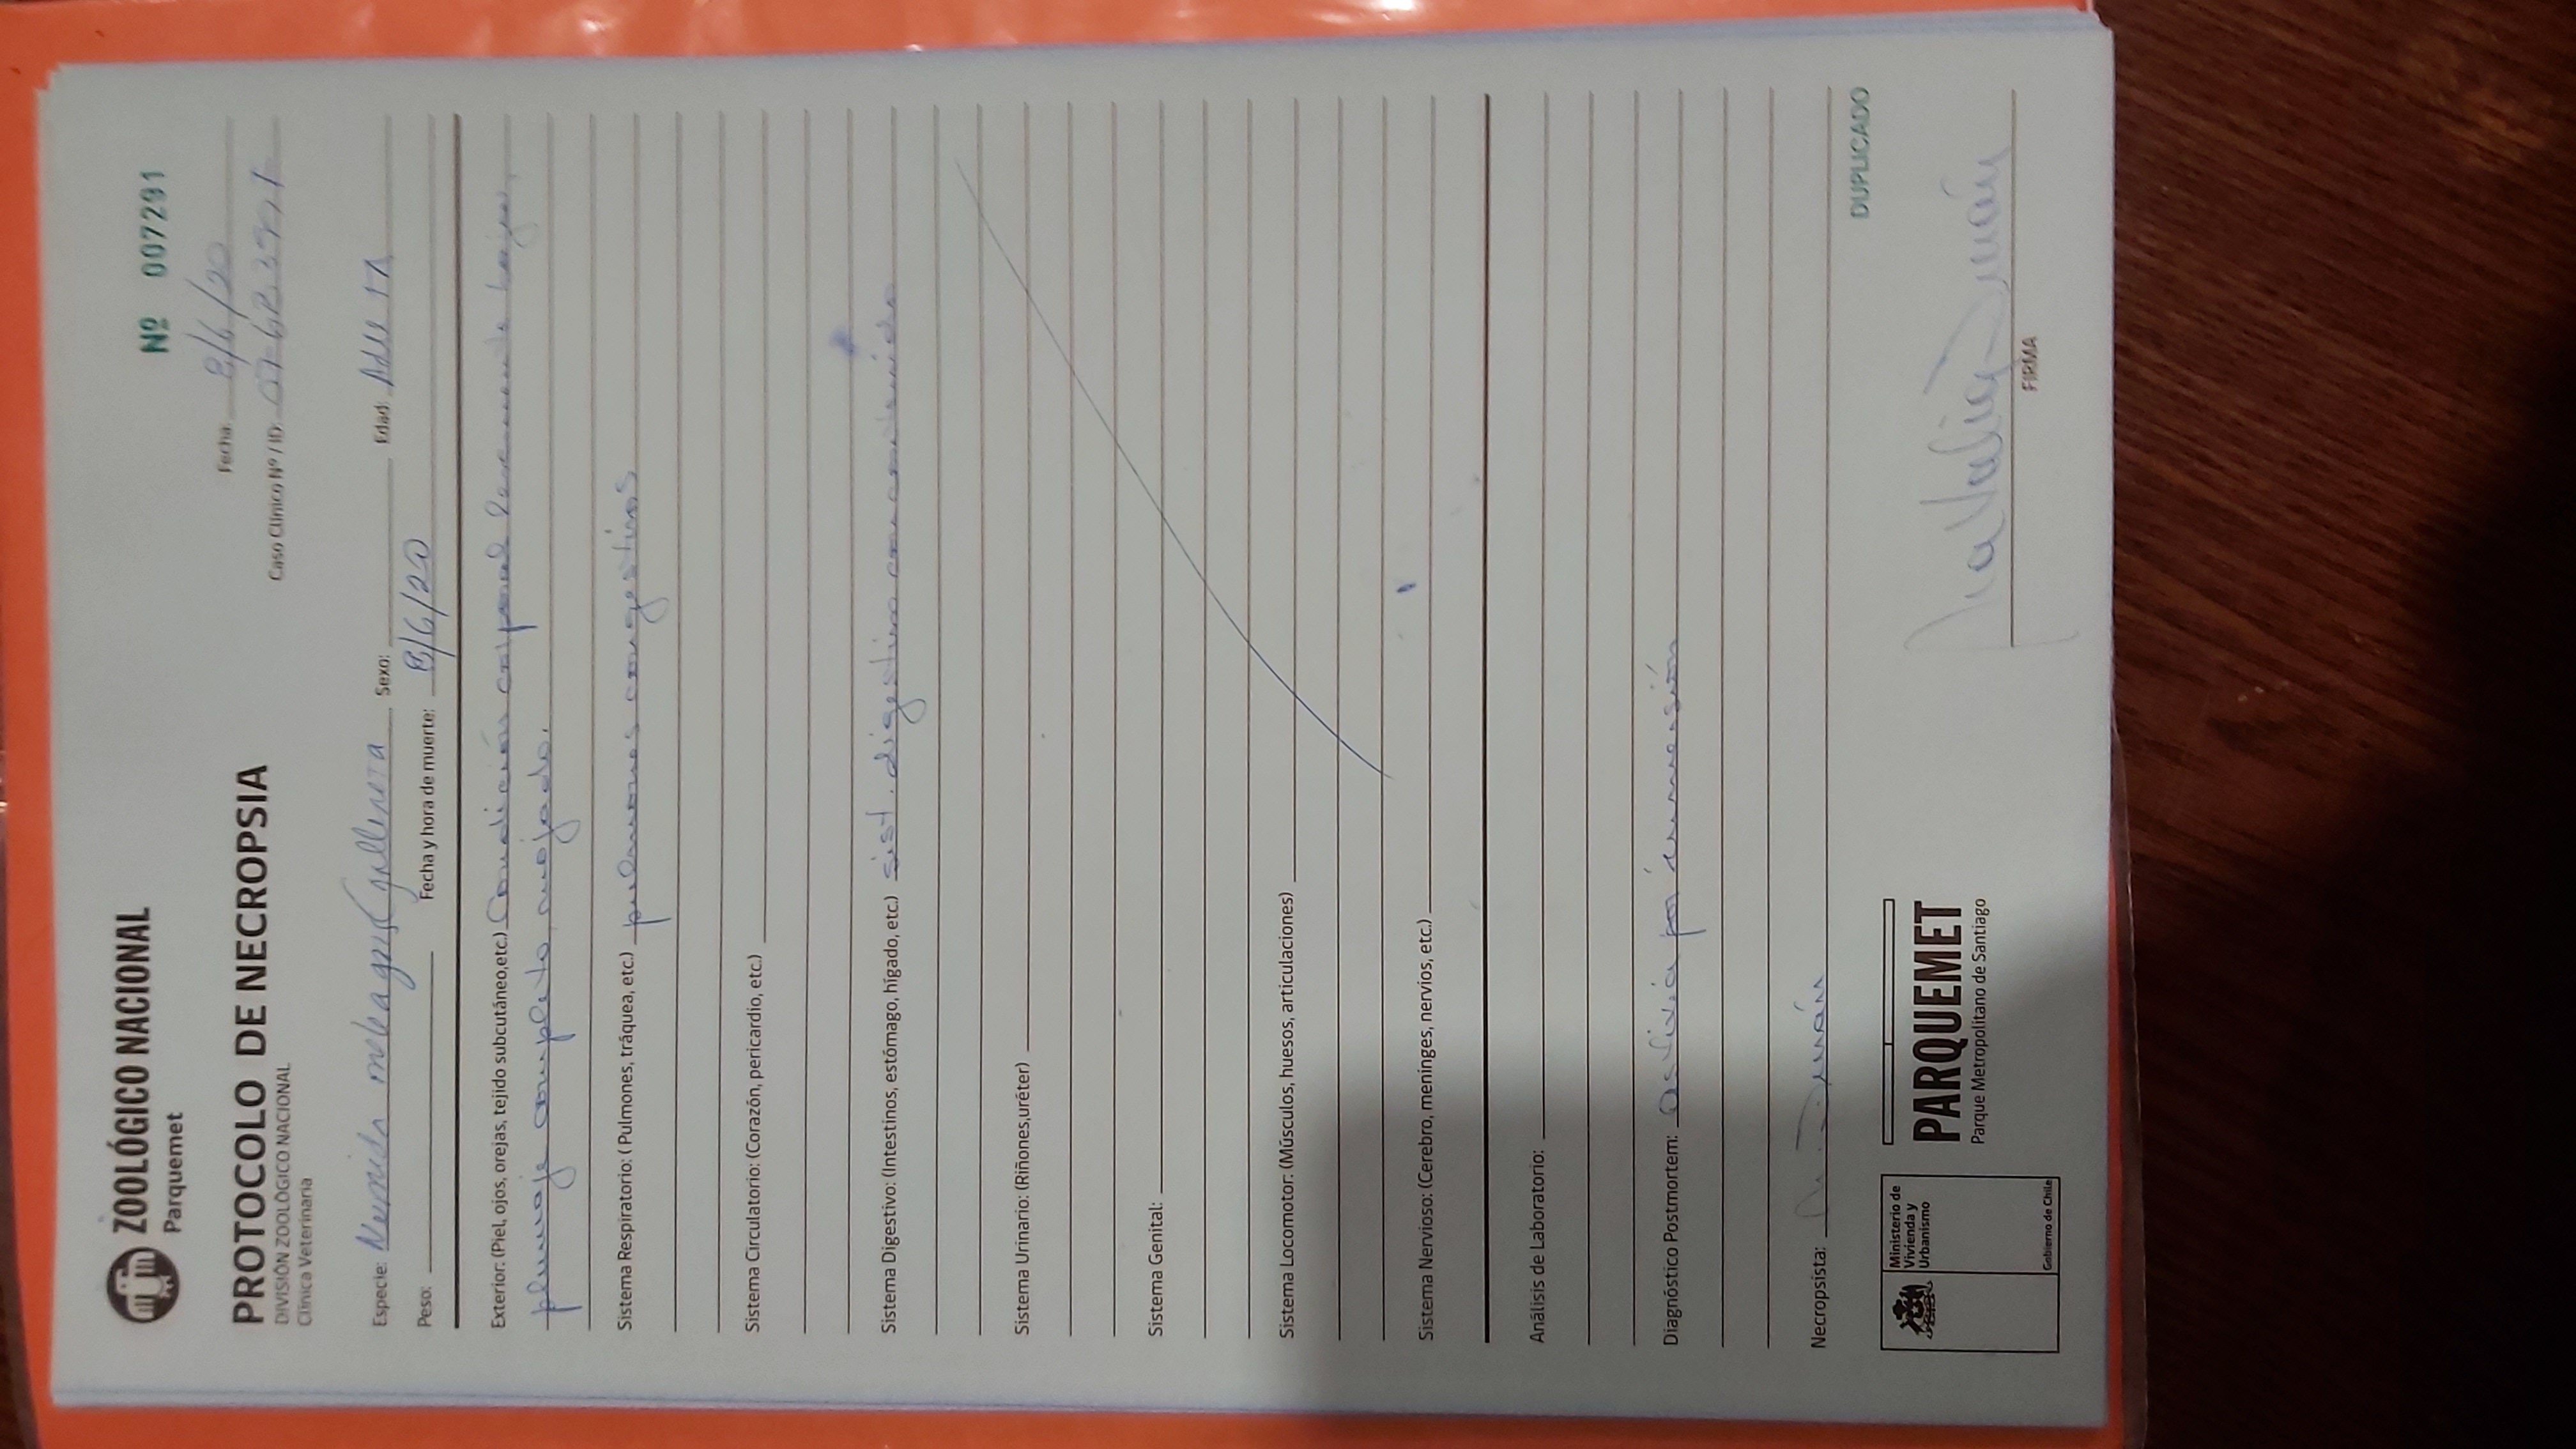 ZOOLÓGICO NACIONAL
Parquemet
Nº 007291
Fecha: 8/6/20
PROTOCOLO DE NECROPSIA
DIVISIÓN ZOOLÓGICO NACIONAL
Clínica Veterinaria
Caso Clínico Nº / ID:
Especie: Numida meleagris (gallineta Sexo: Edad: Adulta
Peso: Fecha y hora de muerte: 8/6/20
Exterior: (Piel, ojos, orejas, tejido subcutáneo,etc.) Condición corporal levemente baja,
plumaje completo, mojado.
Sistema Respiratorio: ( Pulmones, tráquea, etc.) pulmones congestivos
Sistema Circulatorio: (Corazón, pericardio, etc.)
Sistema Digestivo: (Intestinos, estómago, hígado, etc.) sist. digestivo con contenido
Sistema Urinario: (Riñones,uréter)
Sistema Genital:
Sistema Locomotor: (Músculos, huesos, articulaciones)
Sistema Nervioso: (Cerebro, meninges, nervios, etc.)
Análisis de Laboratorio:
Diagnóstico Postmortem: asfixia por inmersión
Necropsista:
DUPLICADO
Ministerio de
Vivienda y
Urbanismo
Gobierno de Chile
PARQUEMET
Parque Metropolitano de Santiago
Natalia
FIRMA